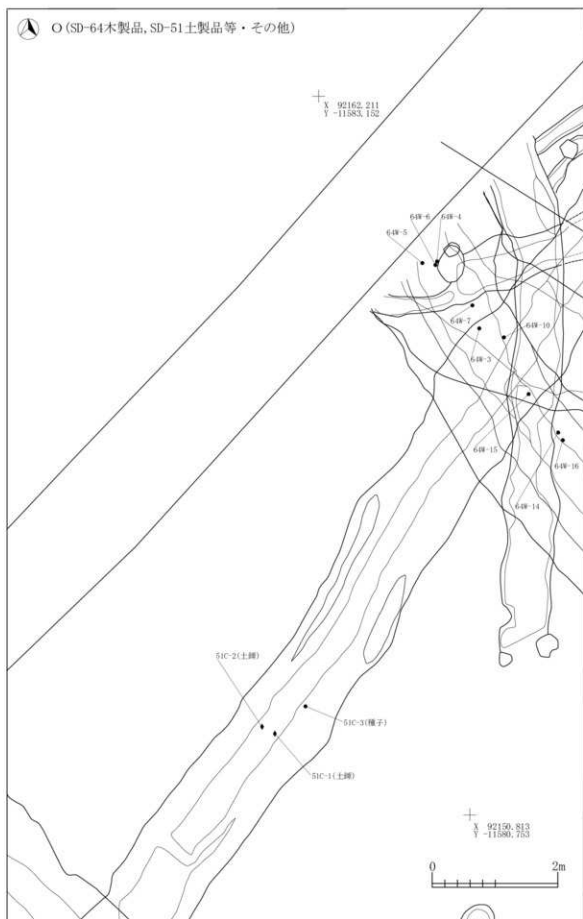 O (SD-64木製品, SD-51土製品等・その他)
X 92162.211
Y -11583.152
64W-6
64W-4
64W-5
64W-7
64W-10
64W-3
64W-15
64W-16
64W-14
51C-2(土錘)
51C-3(種子)
51C-1(土錘)
X 92150.813
Y -11580.753
0
2m